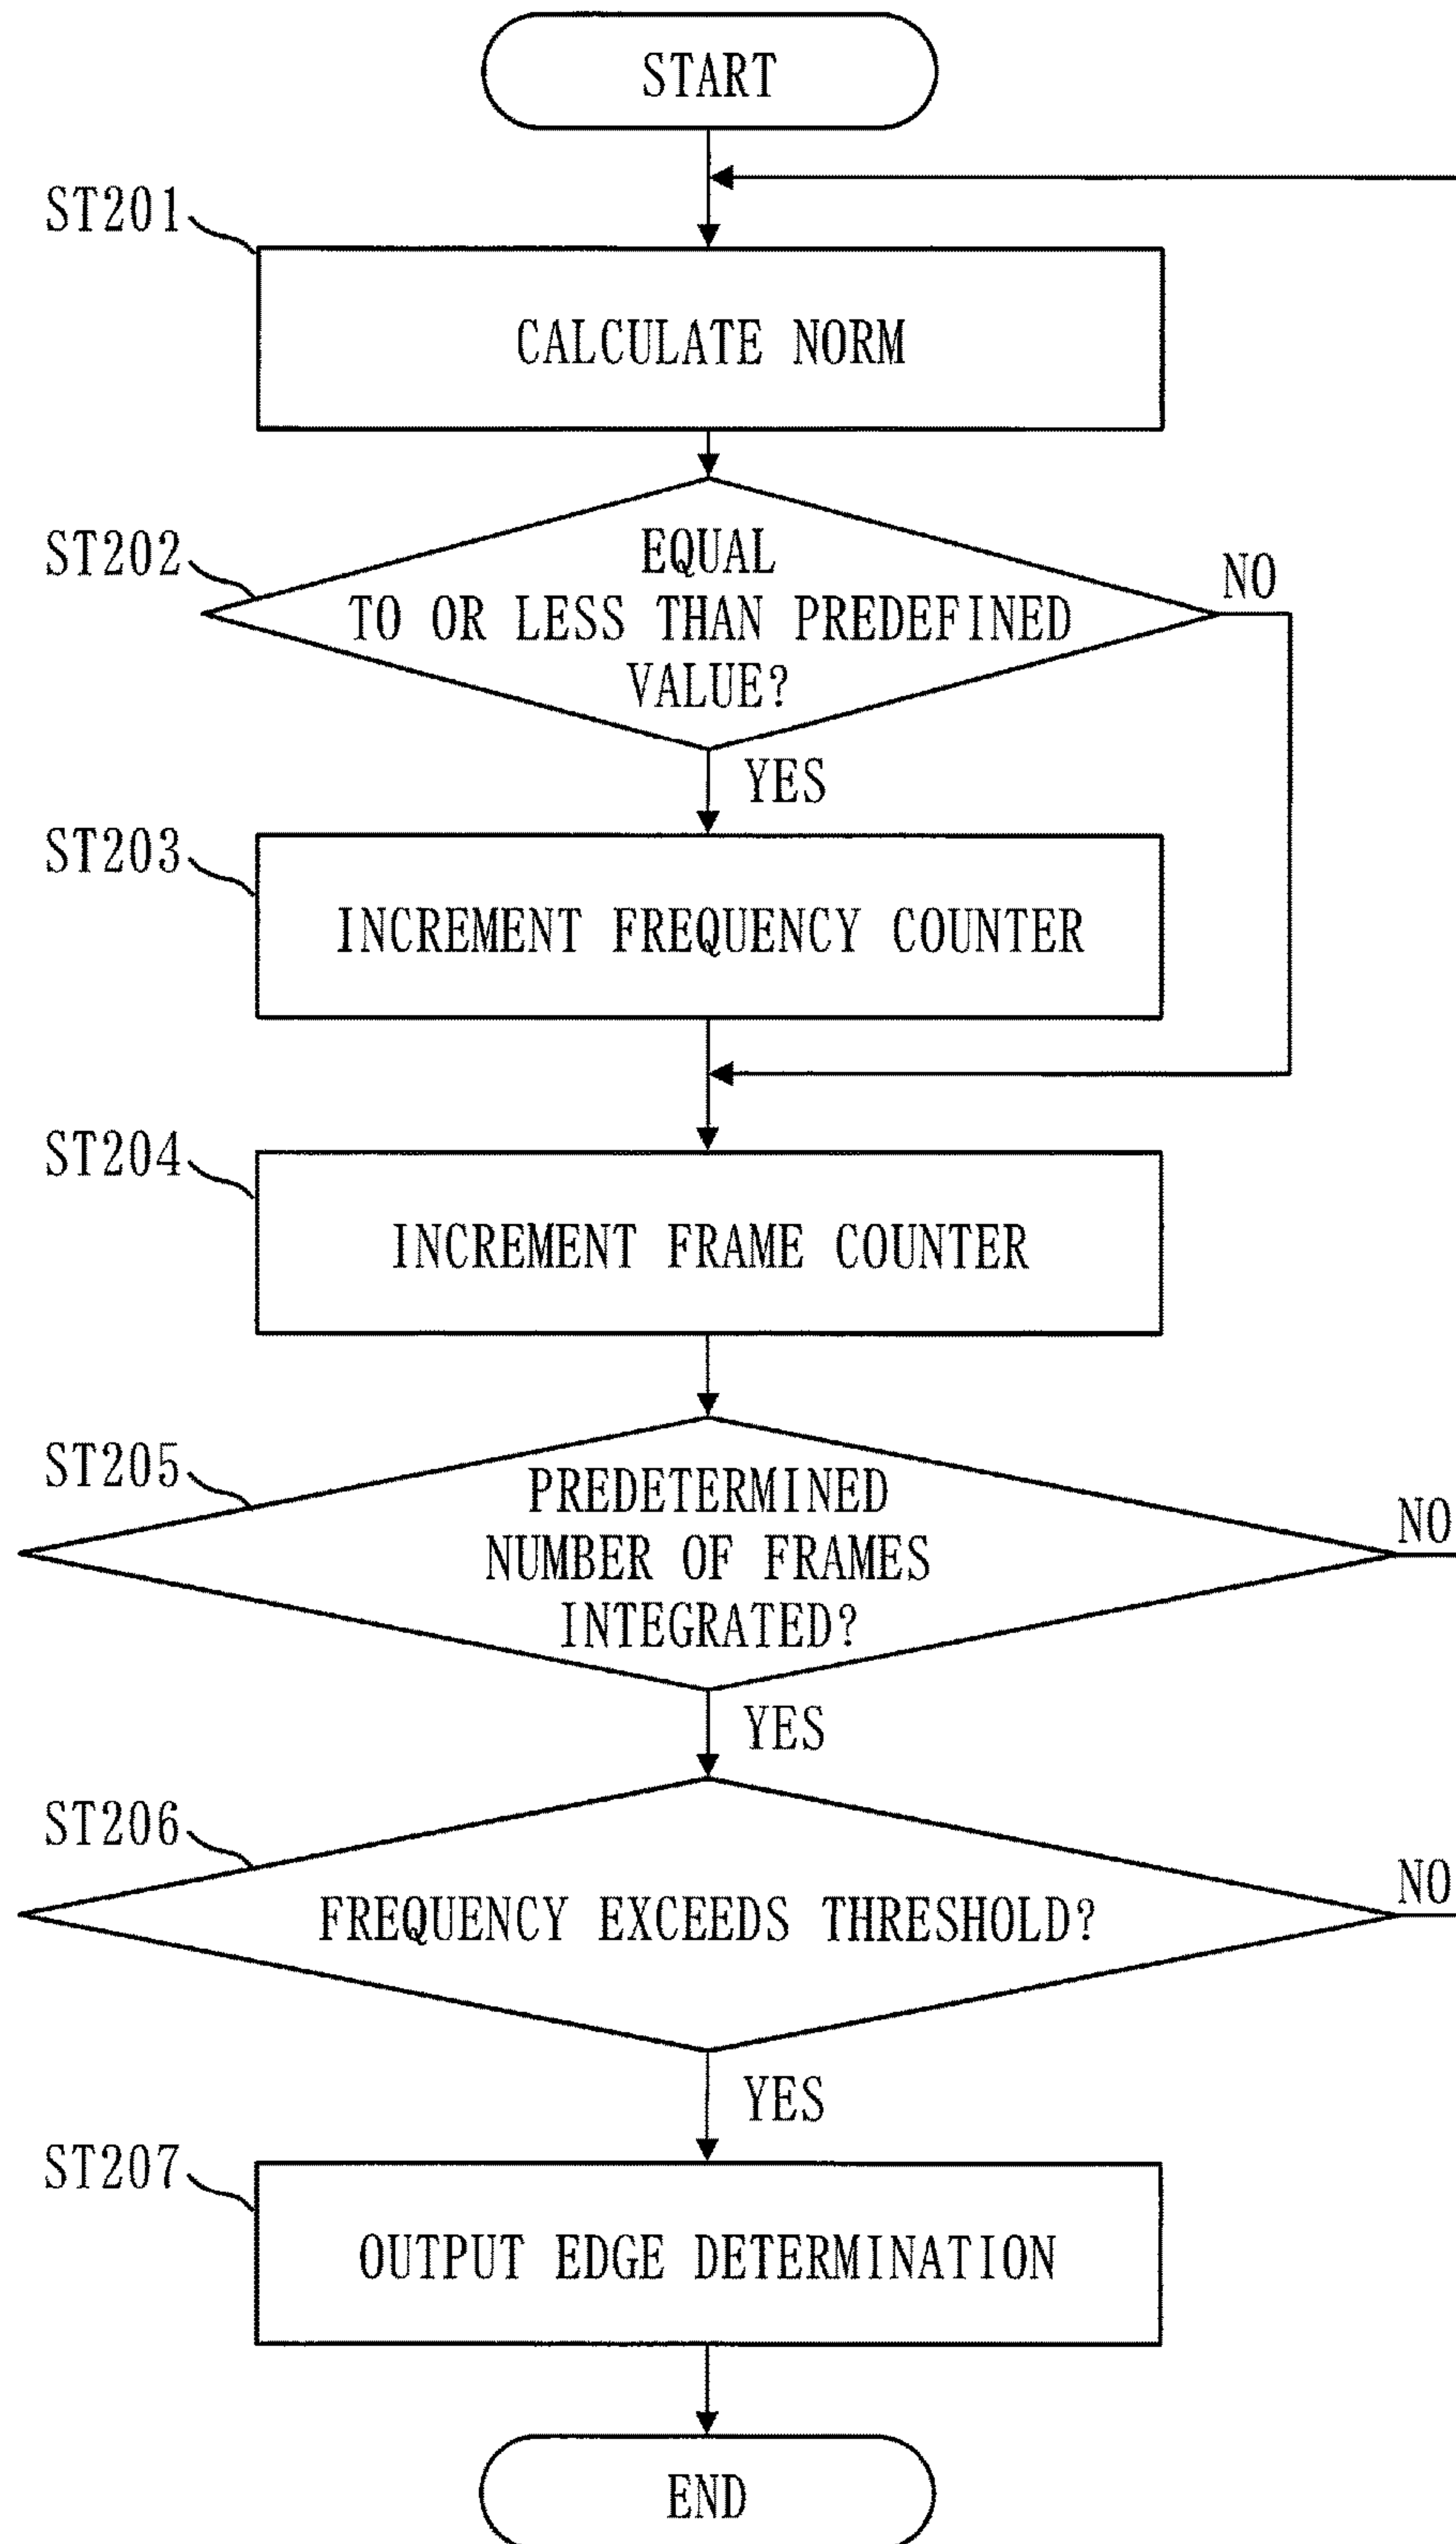 START
ST201
CALCULATE NORM
ST202
EQUAL
TO OR LESS THAN PREDEFINED
VALUE?
NO
YES
ST203
INCREMENT FREQUENCY COUNTER
ST204
INCREMENT FRAME COUNTER
ST205
PREDETERMINED
NUMBER OF FRAMES
INTEGRATED?
NO
YES
ST206
FREQUENCY EXCEEDS THRESHOLD?
NO
YES
ST207
OUTPUT EDGE DETERMINATION
END